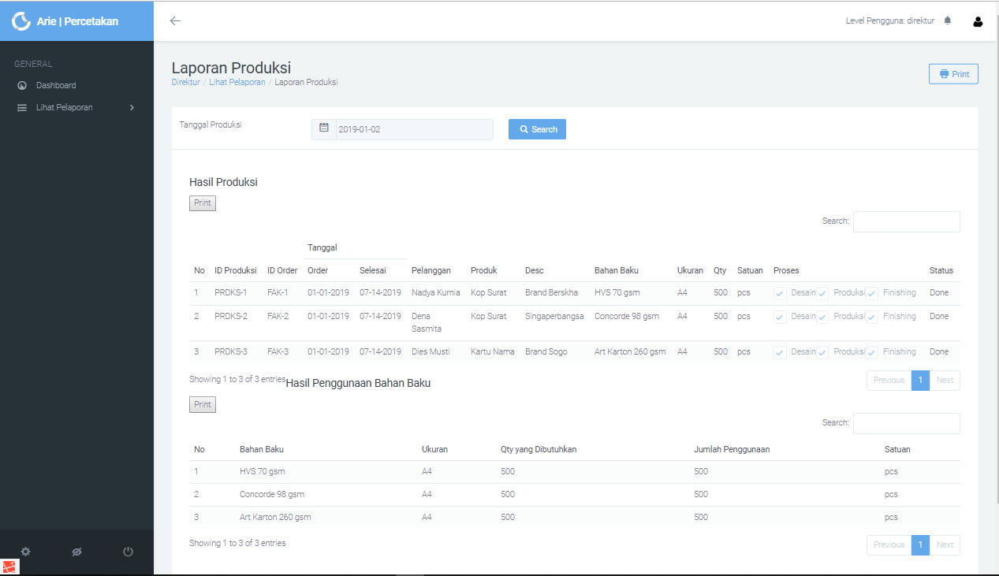 Arie | Percetakan
Level Pengguna: direktur
GENERAL
Dashboard
Lihat Pelaporan
Laporan Produksi
Direktur / Lihat Pelaporan / Laporan Produksi
Print
Tanggal Produksi
2019-01-02
Search
Hasil Produksi
Print
Search:
Tanggal
No ID Produksi ID Order Order Selesai Pelanggan Produk Desc Bahan Baku Ukuran Qty Satuan Proses Status
1 PRDKS-1 FAK-1 01-01-2019 07-14-2019 Nadya Kurnia Kop Surat Brand Berskha HVS 70 gsm A4 500 pcs Desain Produksi Finishing Done
2 PRDKS-2 FAK-2 01-01-2019 07-14-2019 Dena Sasmita Kop Surat Singaperbangsa Concorde 98 gsm A4 500 pcs Desain Produksi Finishing Done
3 PRDKS-3 FAK-3 01-01-2019 07-14-2019 Dies Musti Kartu Nama Brand Sogo Art Karton 260 gsm A4 500 pcs Desain Produksi Finishing Done
Showing 1 to 3 of 3 entries
Previous 1 Next
Hasil Penggunaan Bahan Baku
Print
Search:
No Bahan Baku Ukuran Qty yang Dibutuhkan Jumlah Penggunaan Satuan
1 HVS 70 gsm A4 500 500 pcs
2 Concorde 98 gsm A4 500 500 pcs
3 Art Karton 260 gsm A4 500 500 pcs
Showing 1 to 3 of 3 entries
Previous 1 Next